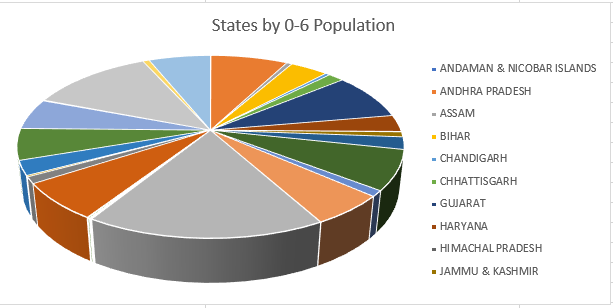 States by 0-6 Population
ANDAMAN & NICOBAR ISLANDS
ANDHRA PRADESH
ASSAM
BIHAR
CHANDIGARH
CHHATTISGARH
GUJARAT
HARYANA
HIMACHAL PRADESH
JAMMU & KASHMIR